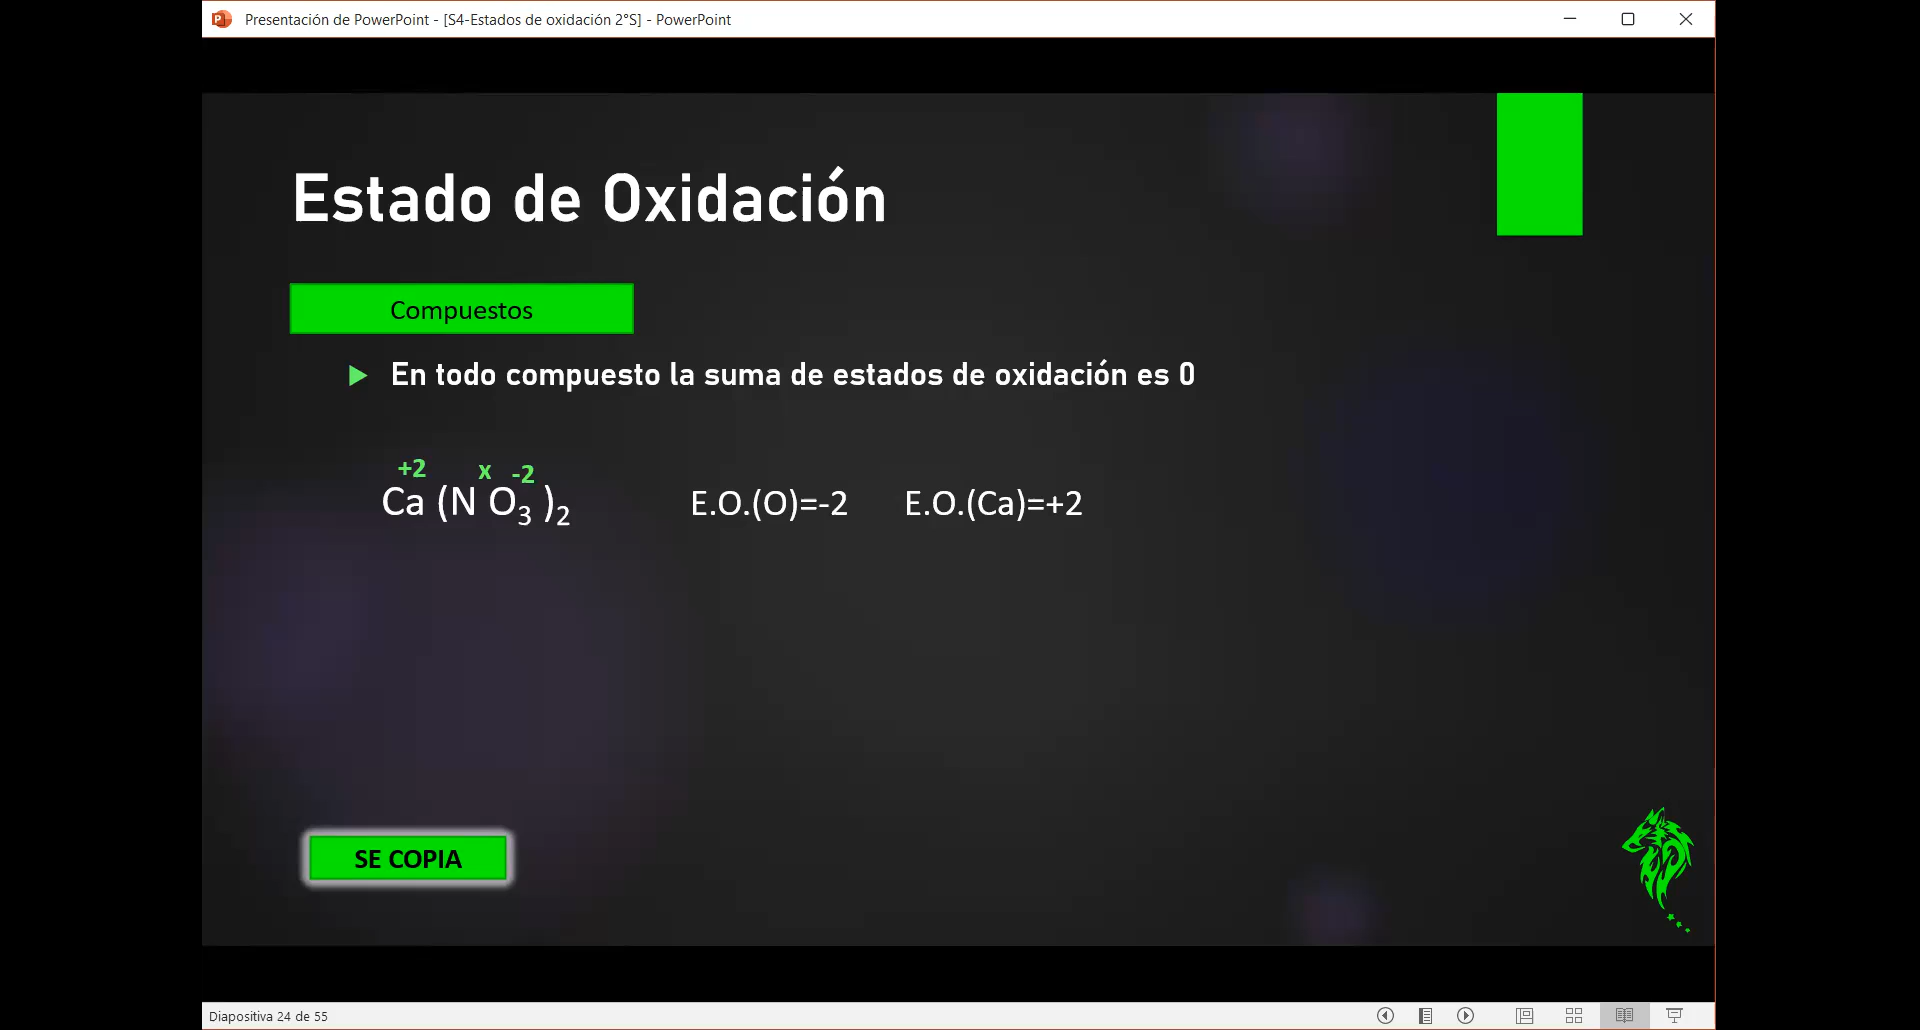 Presentación de PowerPoint - [S4-Estados de oxidación 2°S] - PowerPoint
Estado de Oxidación
Compuestos
En todo compuesto la suma de estados de oxidación es 0
+2 x -2
Ca (N O₃ )₂ E.O.(O)=-2 E.O.(Ca)=+2
SE COPIA
Diapositiva 24 de 55